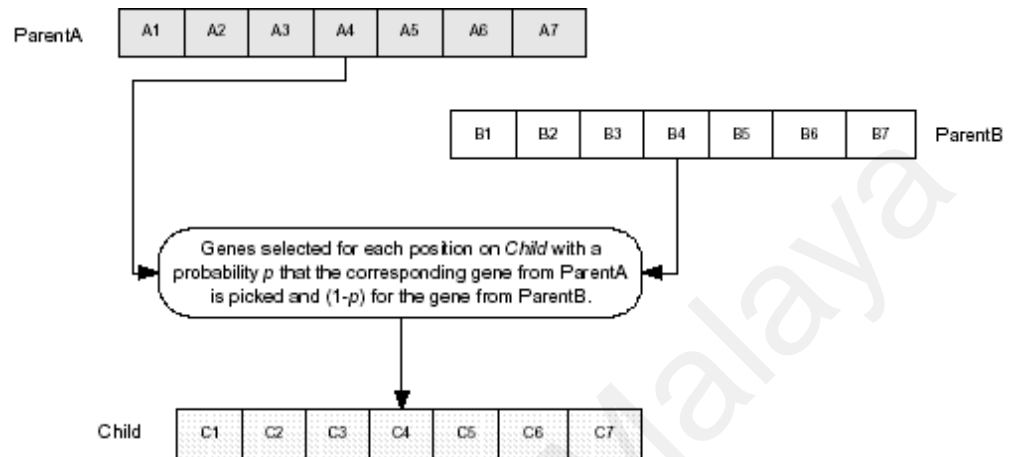 ParentA A1 A2 A3 A4 A5 A6 A7
B1 B2 B3 B4 B5 B6 B7 ParentB
Genes selected for each position on Child with a
probability p that the corresponding gene from ParentA
is picked and (1-p) for the gene from ParentB.
Child C1 C2 C3 C4 C5 C6 C7
Malaya